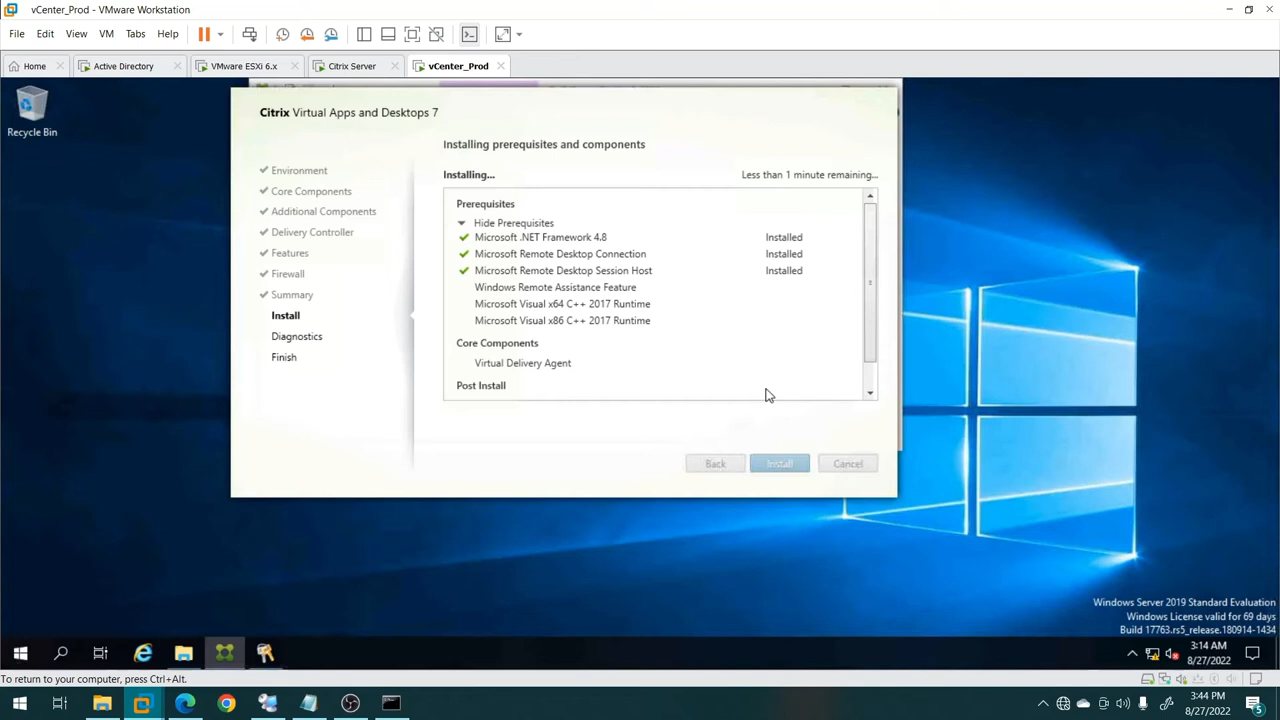 vCenter_Prod - VMware Workstation
File Edit View VM Tabs Help
Home Active Directory VMware ESXi 6.x Citrix Server vCenter_Prod
Recycle Bin
Citrix Virtual Apps and Desktops 7
Environment
Core Components
Additional Components
Delivery Controller
Features
Firewall
Summary
Install
Diagnostics
Finish
Installing prerequisites and components
Installing... Less than 1 minute remaining...
Prerequisites
Hide Prerequisites
Microsoft .NET Framework 4.8 Installed
Microsoft Remote Desktop Connection Installed
Microsoft Remote Desktop Session Host Installed
Windows Remote Assistance Feature
Microsoft Visual x64 C++ 2017 Runtime
Microsoft Visual x86 C++ 2017 Runtime
Core Components
Virtual Delivery Agent
Post Install
Back Install Cancel
Windows Server 2019 Standard Evaluation
Windows License valid for 69 days
Build 17763.rs5_release.180914-1434
3:14 AM
8/27/2022
To return to your computer, press Ctrl+Alt.
3:44 PM
8/27/2022
5